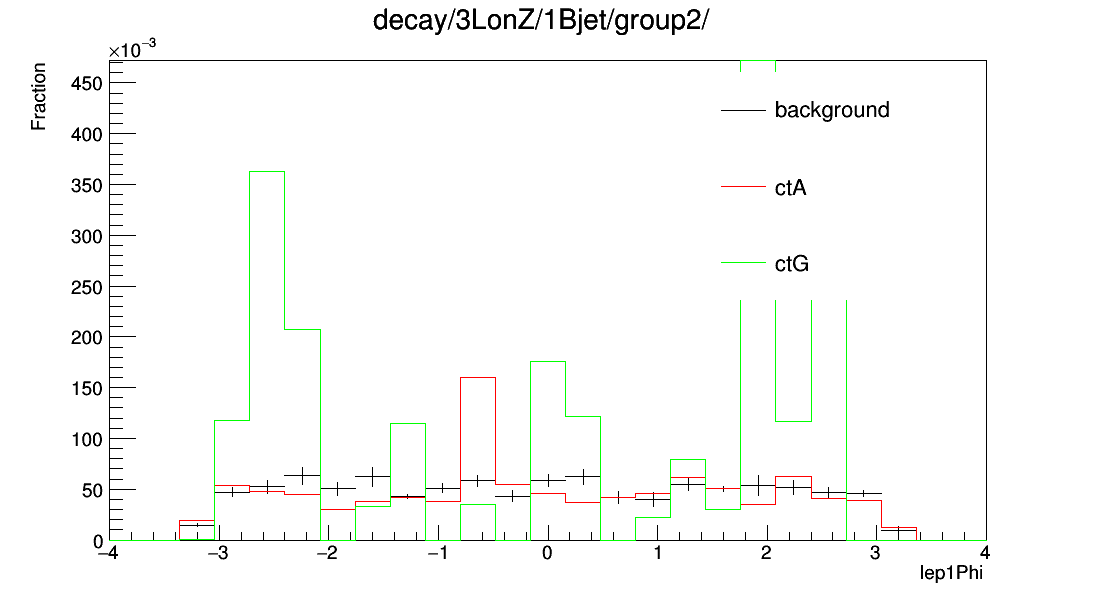 decay/3LonZ/1Bjet/group2/
×10⁻³
Fraction
450
400
350
300
250
200
150
100
50
0
background
ctA
ctG
−4 −3 −2 −1 0 1 2 3 4
lep1Phi